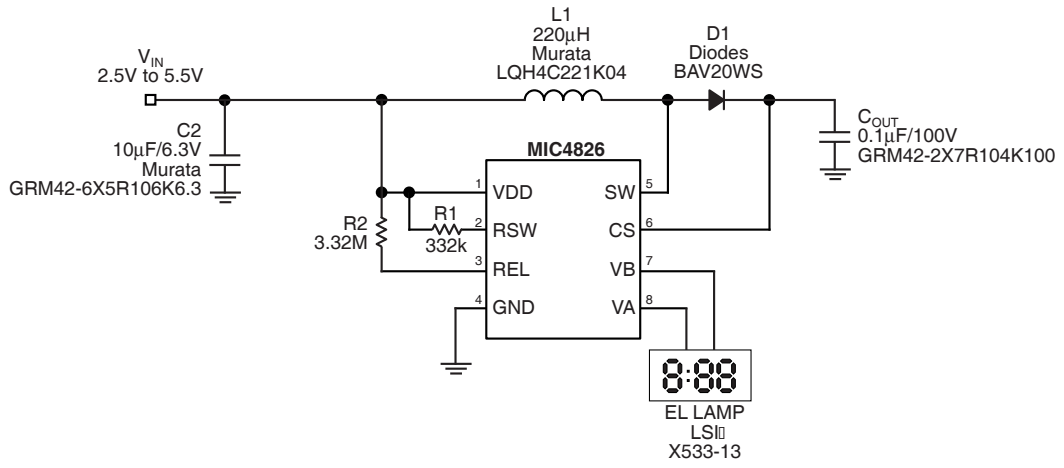 L1
220µH
Murata
LQH4C221K04
D1
Diodes
BAV20WS
VIN
2.5V to 5.5V
C2
10µF/6.3V
Murata
GRM42-6X5R106K6.3
COUT
0.1µF/100V
GRM42-2X7R104K100
MIC4826
1 VDD
SW 5
R1
332k
2 RSW
CS 6
R2
3.32M
3 REL
VB 7
4 GND
VA 8
8:88
EL LAMP
LSI▯
X533-13